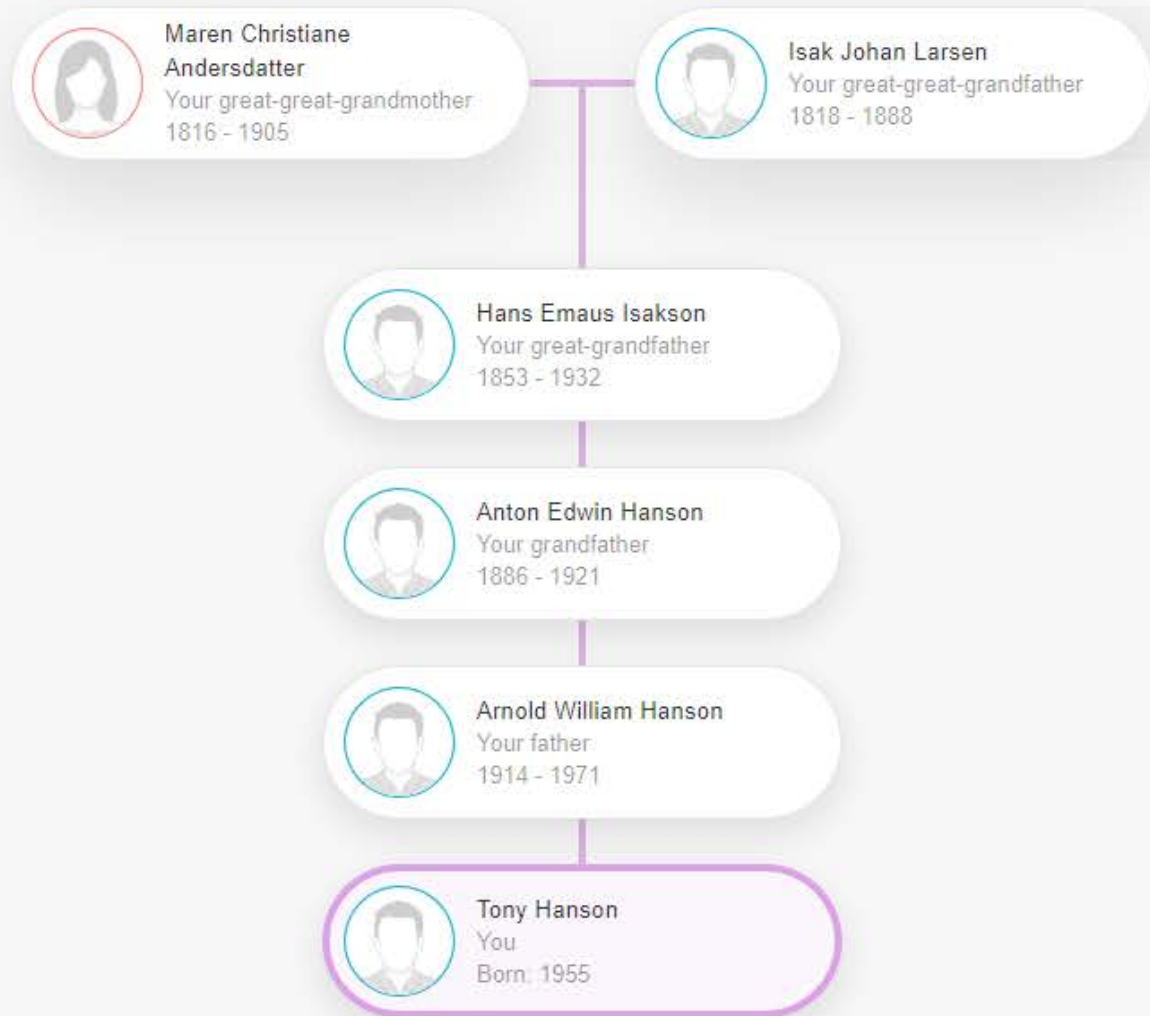 Maren Christiane
Andersdatter
Your great-great-grandmother
1816 - 1905
Isak Johan Larsen
Your great-great-grandfather
1818 - 1888
Hans Emaus Isakson
Your great-grandfather
1853 - 1932
Anton Edwin Hanson
Your grandfather
1886 - 1921
Arnold William Hanson
Your father
1914 - 1971
Tony Hanson
You
Born: 1955